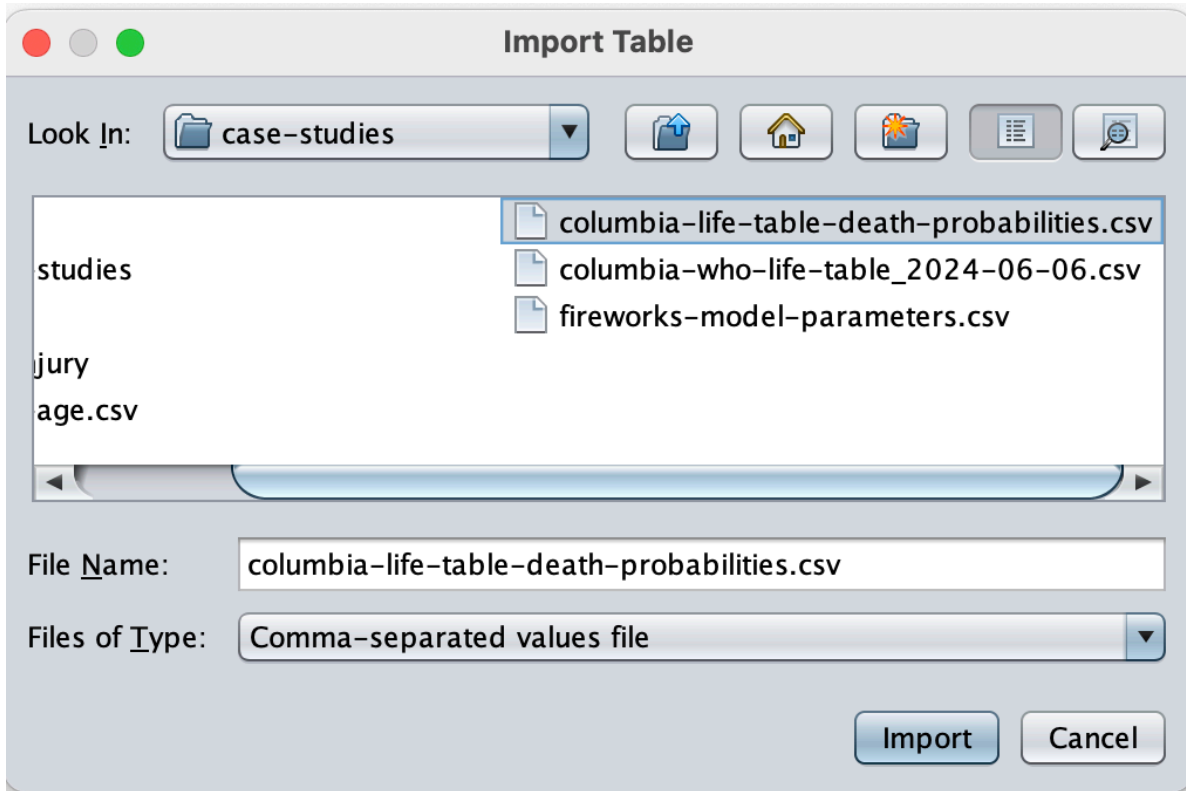 Import Table
Look In: case-studies
columbia-life-table-death-probabilities.csv
studies
columbia-who-life-table_2024-06-06.csv
fireworks-model-parameters.csv
jury
age.csv
File Name: columbia-life-table-death-probabilities.csv
Files of Type: Comma-separated values file
Import Cancel